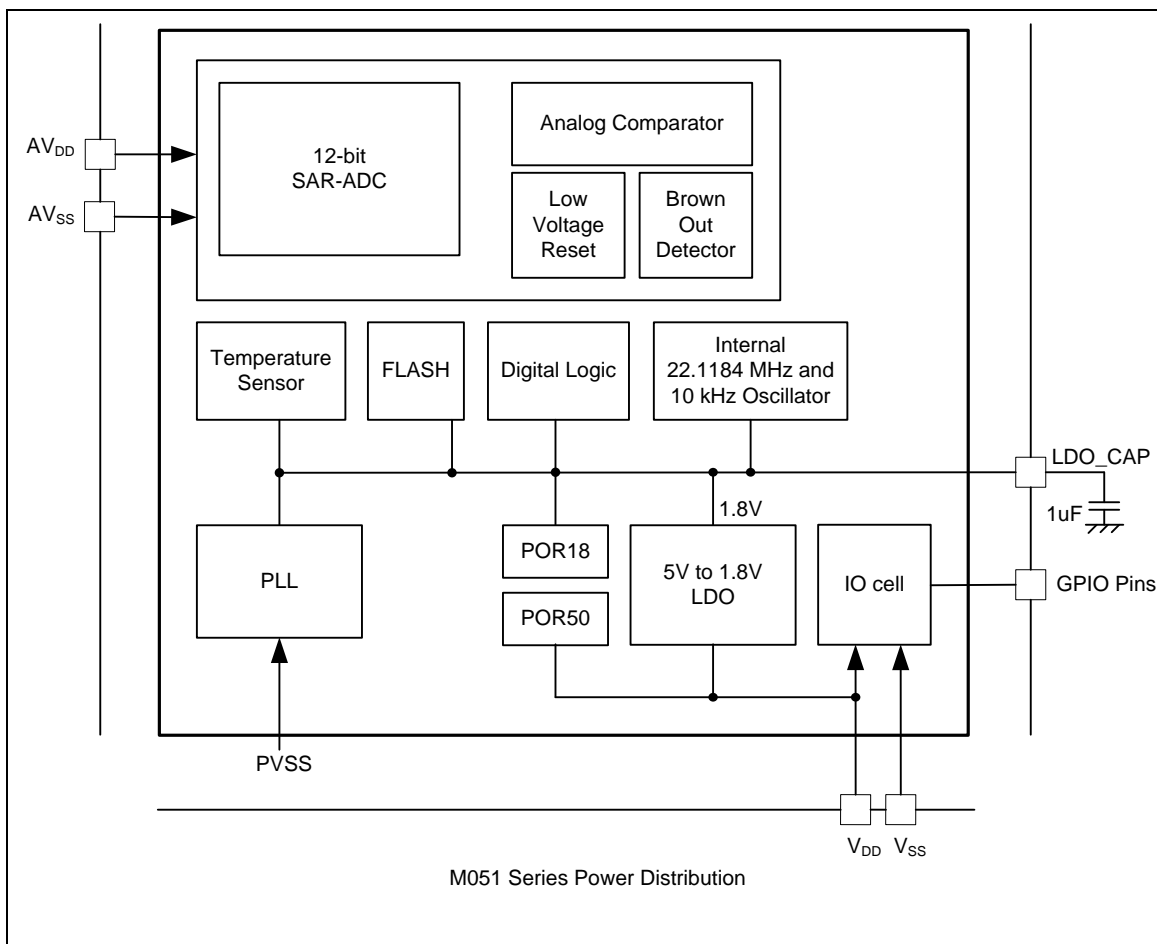 AVDD
AVSS
12-bit
SAR-ADC
Analog Comparator
Low
Voltage
Reset
Brown
Out
Detector
Temperature
Sensor
FLASH
Digital Logic
Internal
22.1184 MHz and
10 kHz Oscillator
LDO_CAP
1uF
1.8V
PLL
POR18
POR50
5V to 1.8V
LDO
IO cell
GPIO Pins
PVSS
VDD
VSS
M051 Series Power Distribution